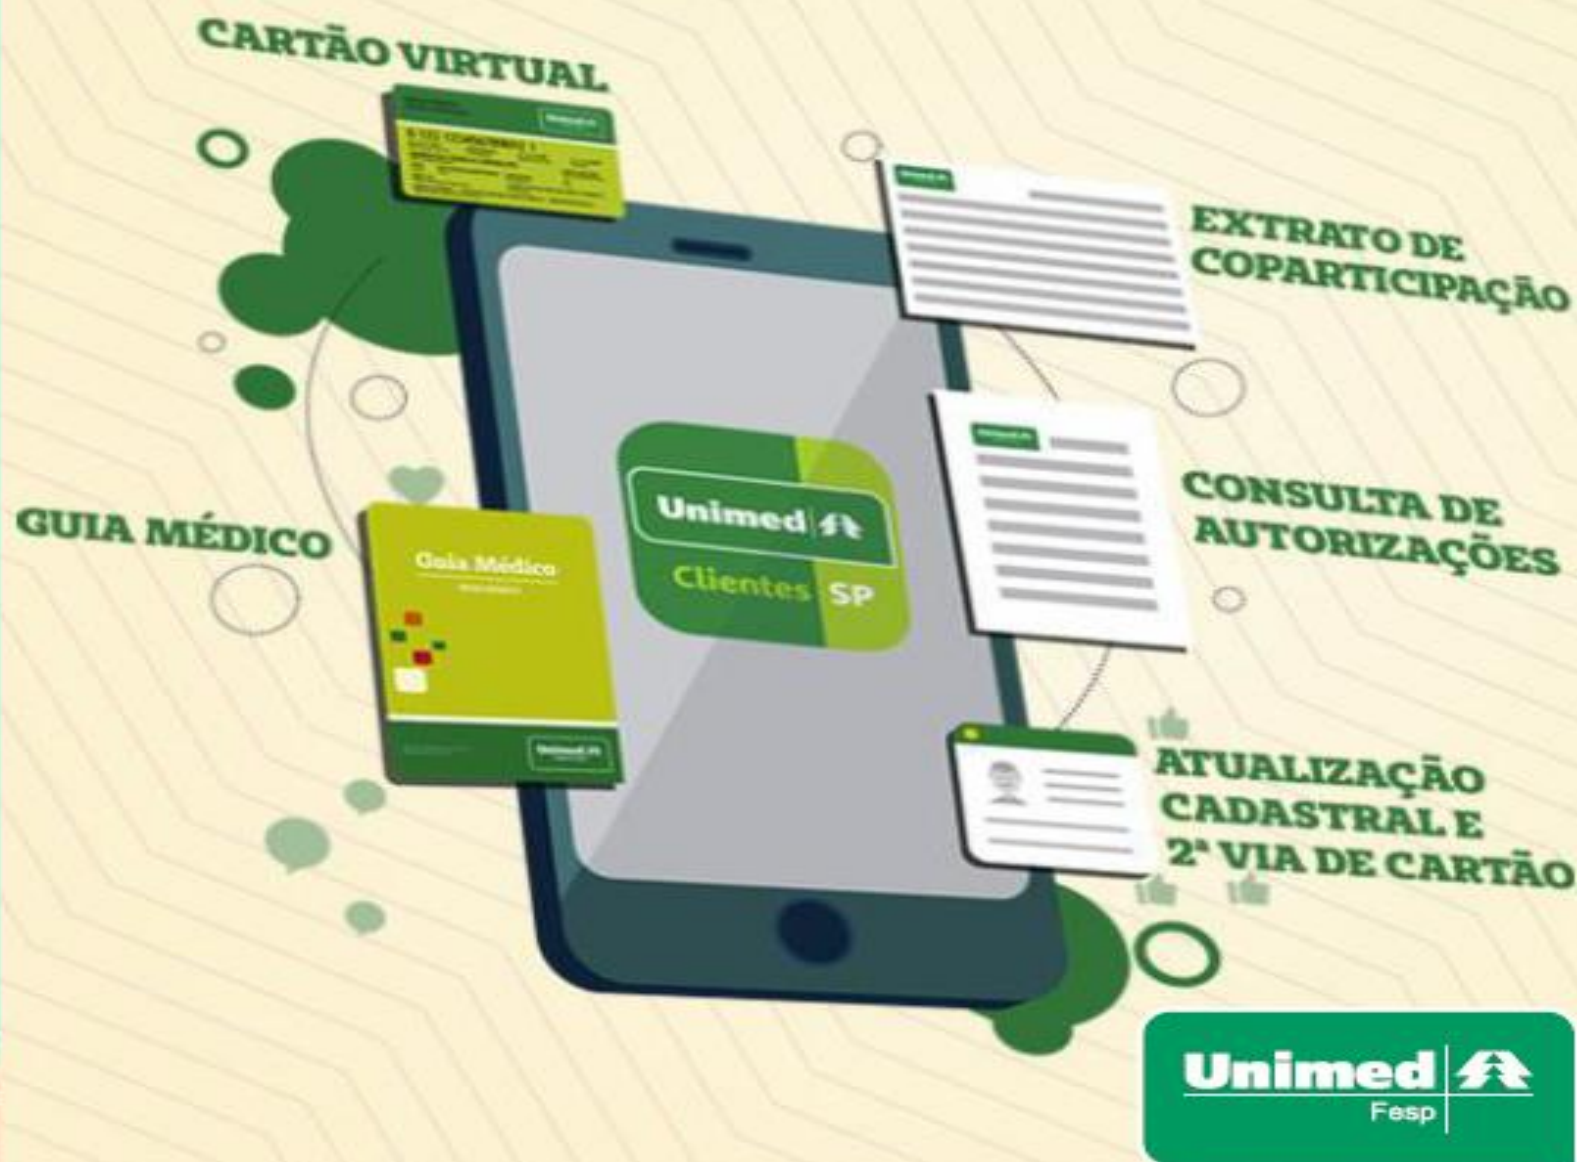 CARTÃO VIRTUAL
EXTRATO DE
COPARTICIPAÇÃO
GUIA MÉDICO
Guia Médico
Unimed
Clientes SP
CONSULTA DE
AUTORIZAÇÕES
ATUALIZAÇÃO
CADASTRAL E
2ª VIA DE CARTÃO
Unimed
Fesp